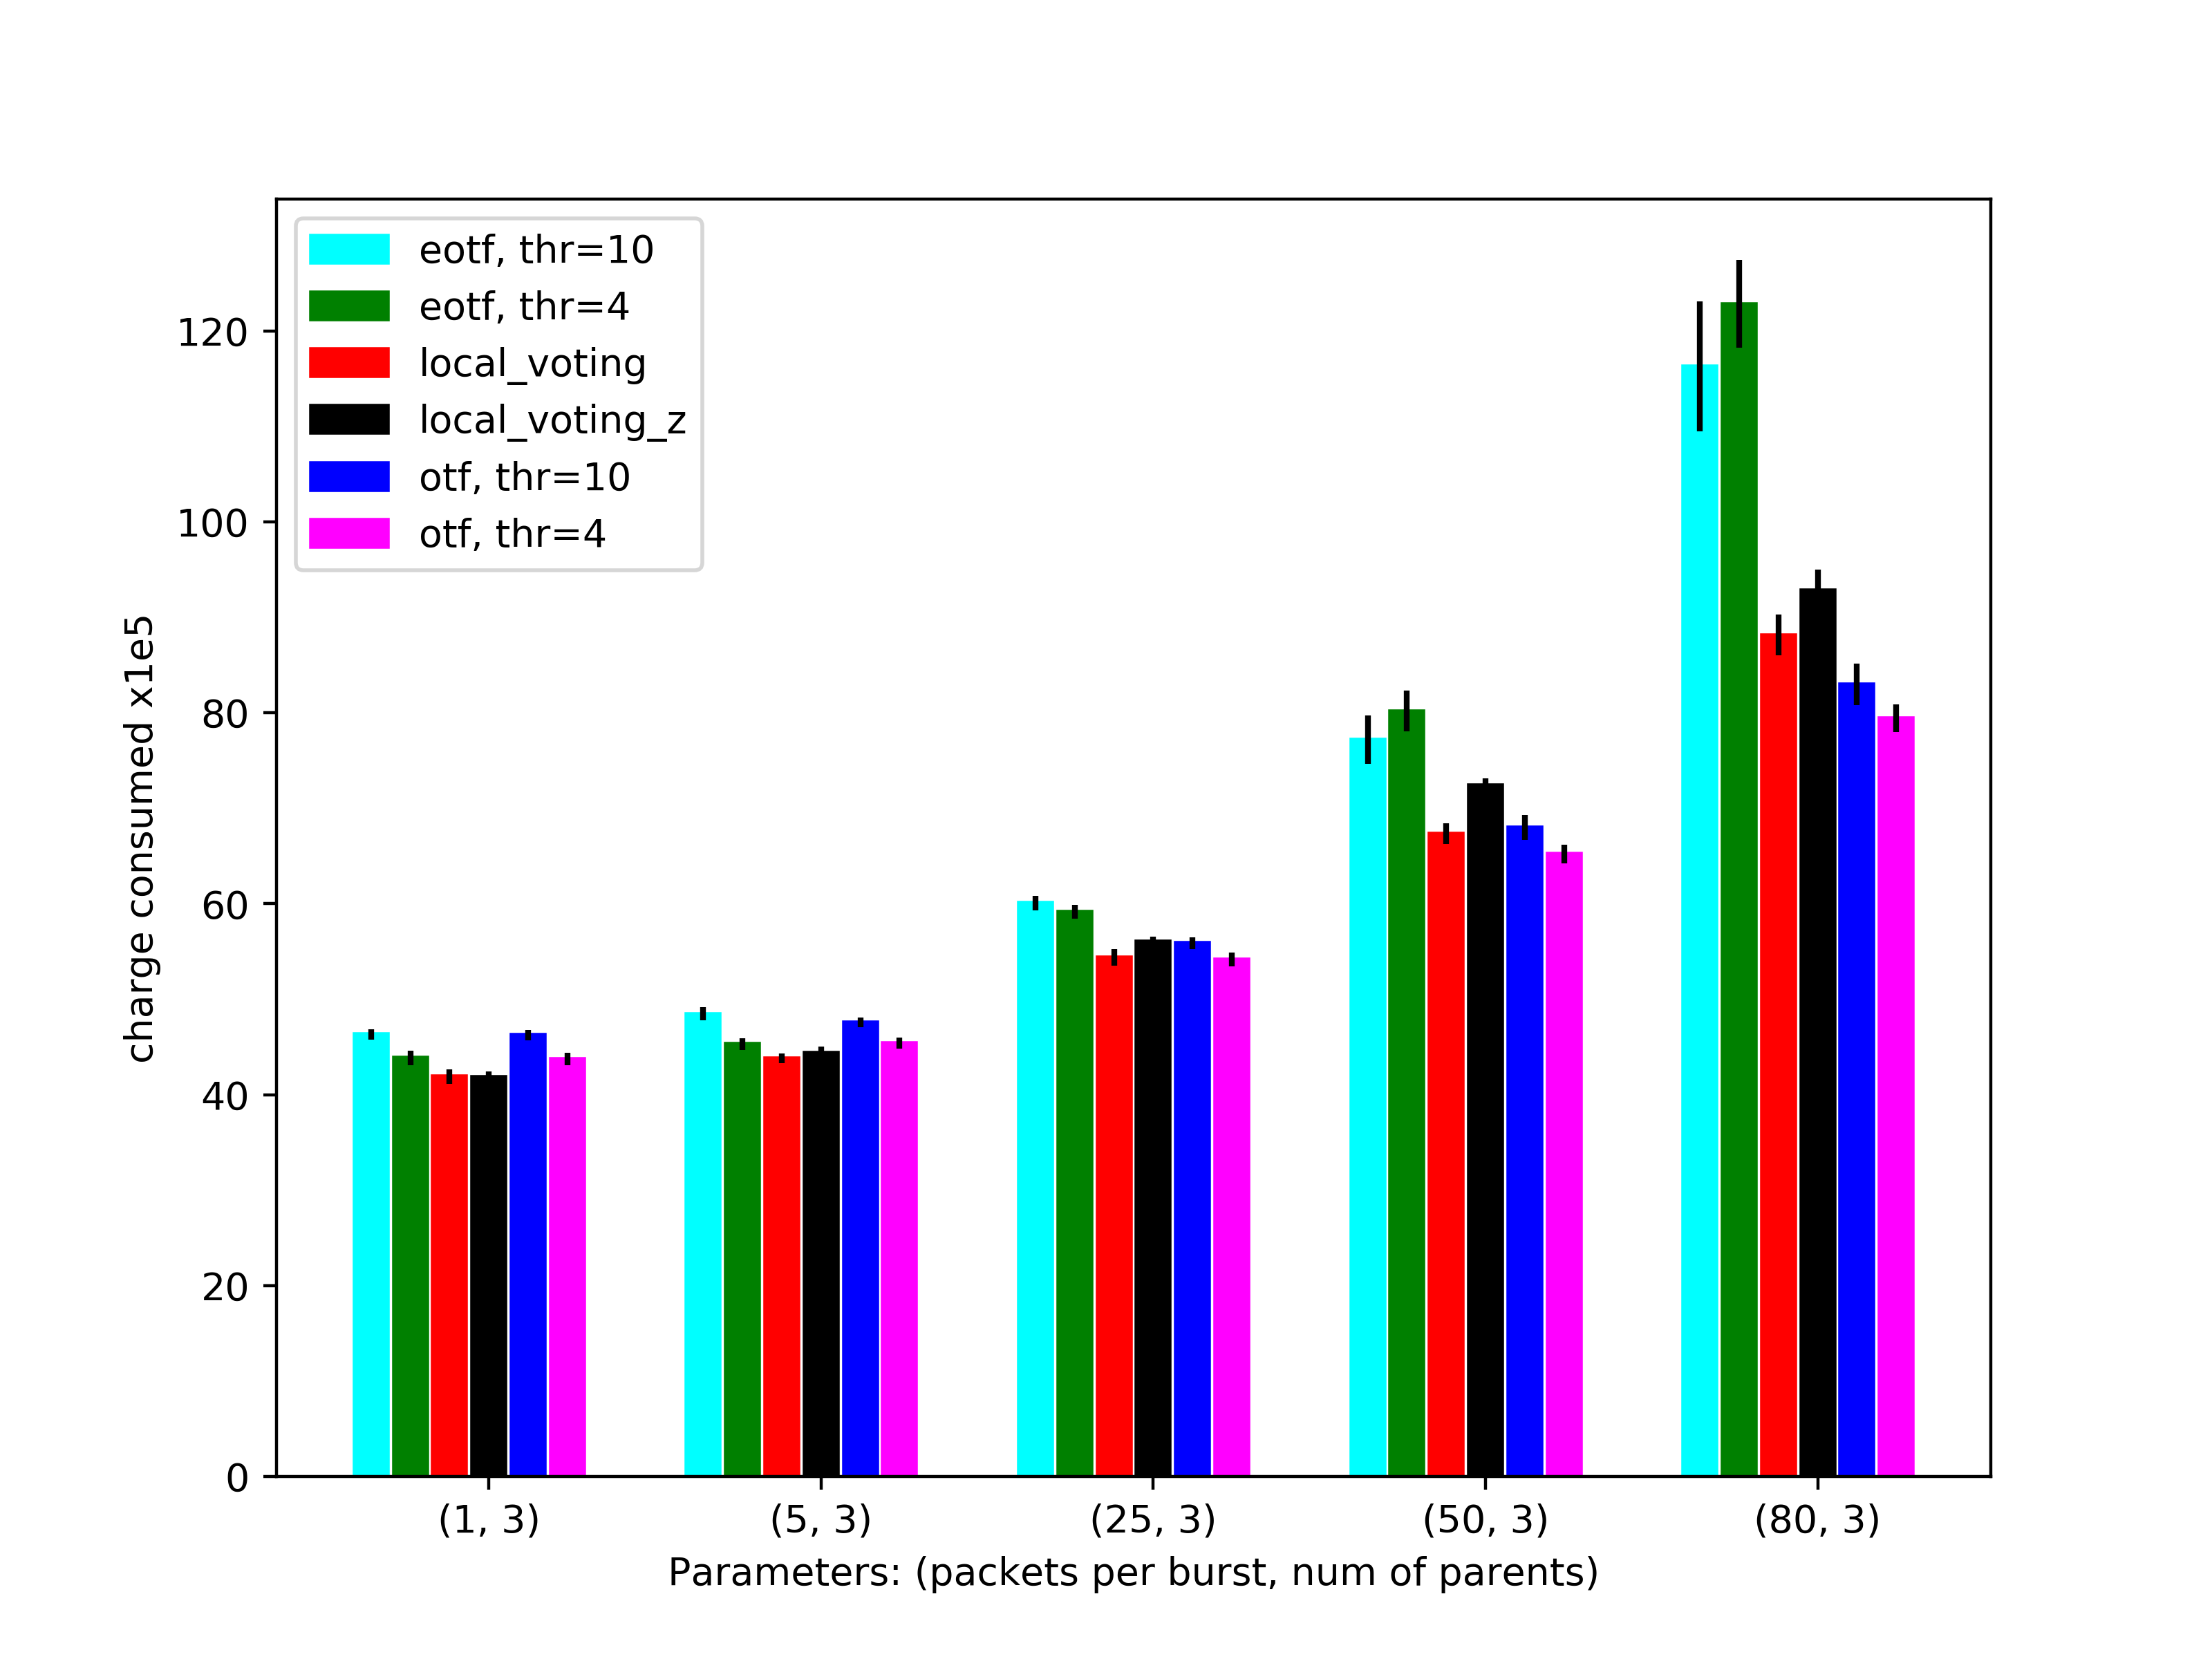 eotf, thr=10
eotf, thr=4
local_voting
local_voting_z
otf, thr=10
otf, thr=4
120
100
80
60
40
20
0
charge consumed x1e5
(1, 3) (5, 3) (25, 3) (50, 3) (80, 3)
Parameters: (packets per burst, num of parents)